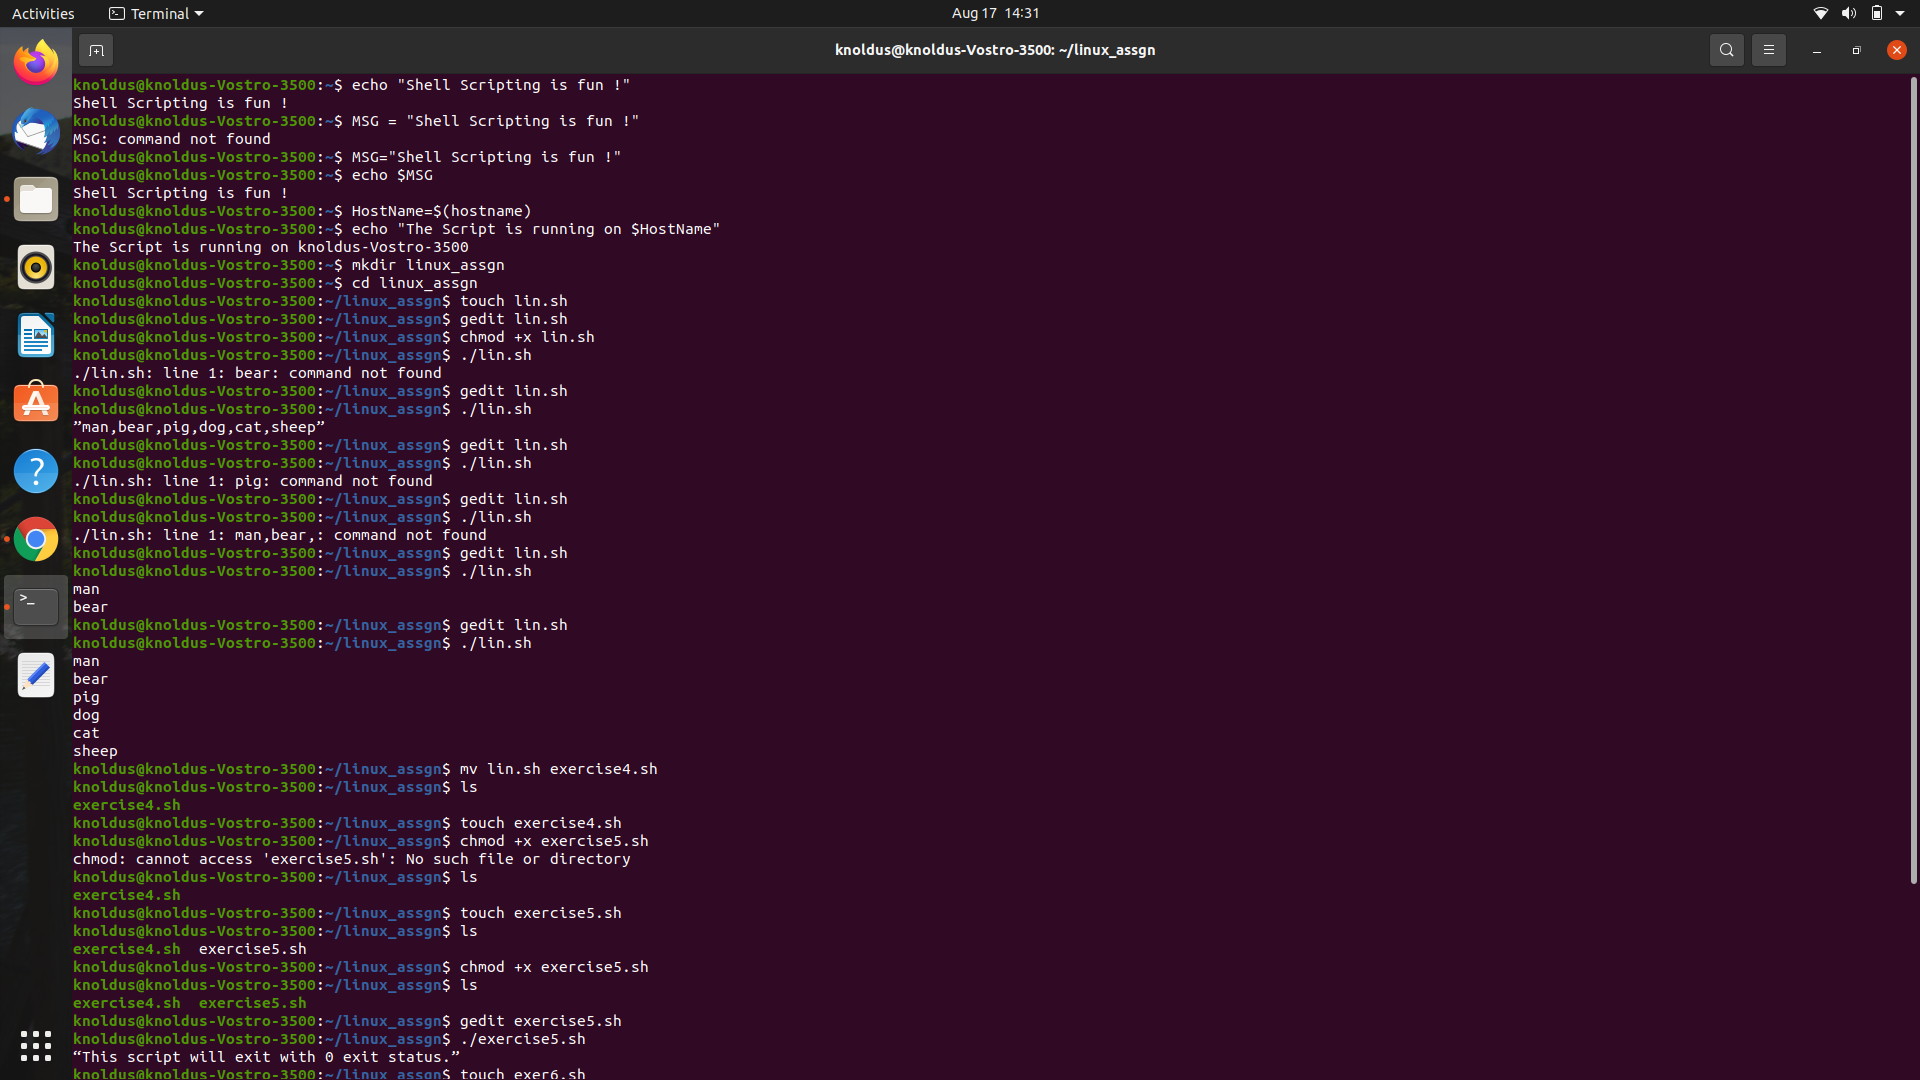 Activities
Terminal
Aug 17 14:31
knoldus@knoldus-Vostro-3500: ~/linux_assgn
knoldus@knoldus-Vostro-3500:~$ echo "Shell Scripting is fun !"
Shell Scripting is fun !
knoldus@knoldus-Vostro-3500:~$ MSG = "Shell Scripting is fun !"
MSG: command not found
knoldus@knoldus-Vostro-3500:~$ MSG="Shell Scripting is fun !"
knoldus@knoldus-Vostro-3500:~$ echo $MSG
Shell Scripting is fun !
knoldus@knoldus-Vostro-3500:~$ HostName=$(hostname)
knoldus@knoldus-Vostro-3500:~$ echo "The Script is running on $HostName"
The Script is running on knoldus-Vostro-3500
knoldus@knoldus-Vostro-3500:~$ mkdir linux_assgn
knoldus@knoldus-Vostro-3500:~$ cd linux_assgn
knoldus@knoldus-Vostro-3500:~/linux_assgn$ touch lin.sh
knoldus@knoldus-Vostro-3500:~/linux_assgn$ gedit lin.sh
knoldus@knoldus-Vostro-3500:~/linux_assgn$ chmod +x lin.sh
knoldus@knoldus-Vostro-3500:~/linux_assgn$ ./lin.sh
./lin.sh: line 1: bear: command not found
knoldus@knoldus-Vostro-3500:~/linux_assgn$ gedit lin.sh
knoldus@knoldus-Vostro-3500:~/linux_assgn$ ./lin.sh
”man,bear,pig,dog,cat,sheep”
knoldus@knoldus-Vostro-3500:~/linux_assgn$ gedit lin.sh
knoldus@knoldus-Vostro-3500:~/linux_assgn$ ./lin.sh
./lin.sh: line 1: pig: command not found
knoldus@knoldus-Vostro-3500:~/linux_assgn$ gedit lin.sh
knoldus@knoldus-Vostro-3500:~/linux_assgn$ ./lin.sh
./lin.sh: line 1: man,bear,: command not found
knoldus@knoldus-Vostro-3500:~/linux_assgn$ gedit lin.sh
knoldus@knoldus-Vostro-3500:~/linux_assgn$ ./lin.sh
man
bear
knoldus@knoldus-Vostro-3500:~/linux_assgn$ gedit lin.sh
knoldus@knoldus-Vostro-3500:~/linux_assgn$ ./lin.sh
man
bear
pig
dog
cat
sheep
knoldus@knoldus-Vostro-3500:~/linux_assgn$ mv lin.sh exercise4.sh
knoldus@knoldus-Vostro-3500:~/linux_assgn$ ls
exercise4.sh
knoldus@knoldus-Vostro-3500:~/linux_assgn$ touch exercise4.sh
knoldus@knoldus-Vostro-3500:~/linux_assgn$ chmod +x exercise5.sh
chmod: cannot access 'exercise5.sh': No such file or directory
knoldus@knoldus-Vostro-3500:~/linux_assgn$ ls
exercise4.sh
knoldus@knoldus-Vostro-3500:~/linux_assgn$ touch exercise5.sh
knoldus@knoldus-Vostro-3500:~/linux_assgn$ ls
exercise4.sh  exercise5.sh
knoldus@knoldus-Vostro-3500:~/linux_assgn$ chmod +x exercise5.sh
knoldus@knoldus-Vostro-3500:~/linux_assgn$ ls
exercise4.sh  exercise5.sh
knoldus@knoldus-Vostro-3500:~/linux_assgn$ gedit exercise5.sh
knoldus@knoldus-Vostro-3500:~/linux_assgn$ ./exercise5.sh
“This script will exit with 0 exit status.”
knoldus@knoldus-Vostro-3500:~/linux_assgn$ touch exer6.sh